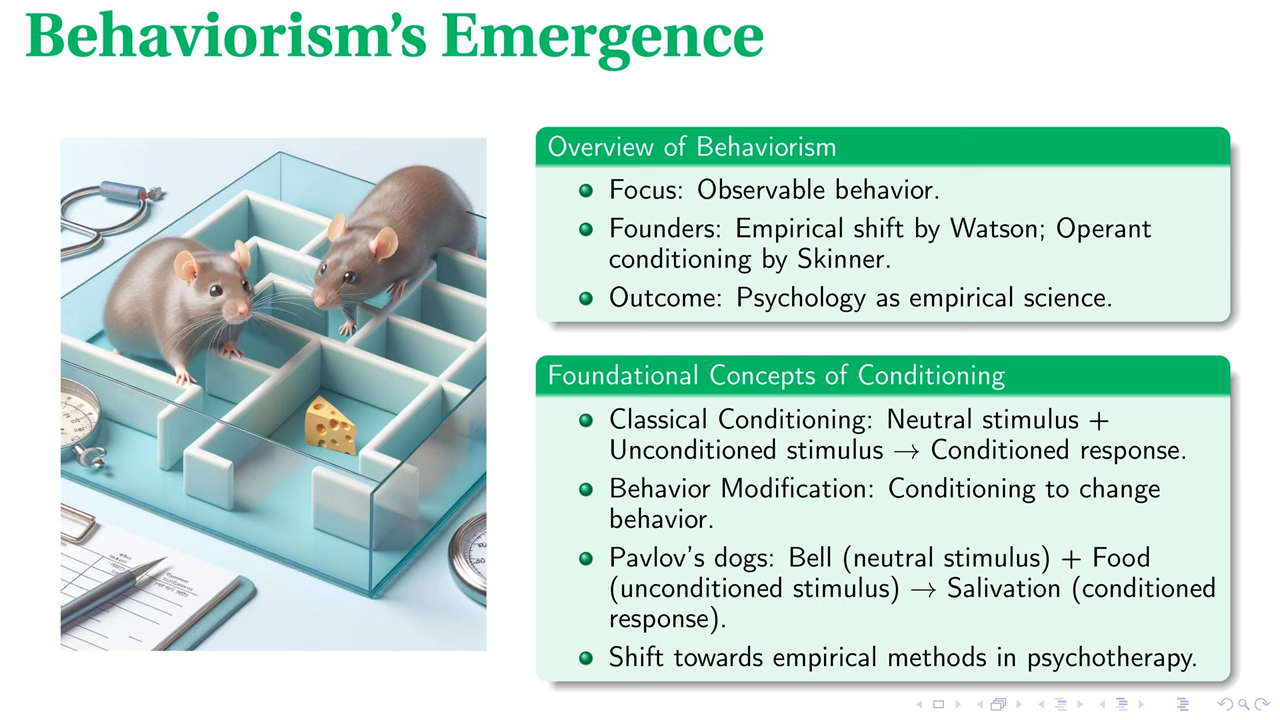 Behaviorism's Emergence
Overview of Behaviorism
Focus: Observable behavior.
Founders: Empirical shift by Watson; Operant
conditioning by Skinner.
Outcome: Psychology as empirical science.
Foundational Concepts of Conditioning
Classical Conditioning: Neutral stimulus +
Unconditioned stimulus → Conditioned response.
Behavior Modification: Conditioning to change
behavior.
Pavlov's dogs: Bell (neutral stimulus) + Food
(unconditioned stimulus) → Salivation (conditioned
response).
Shift towards empirical methods in psychotherapy.